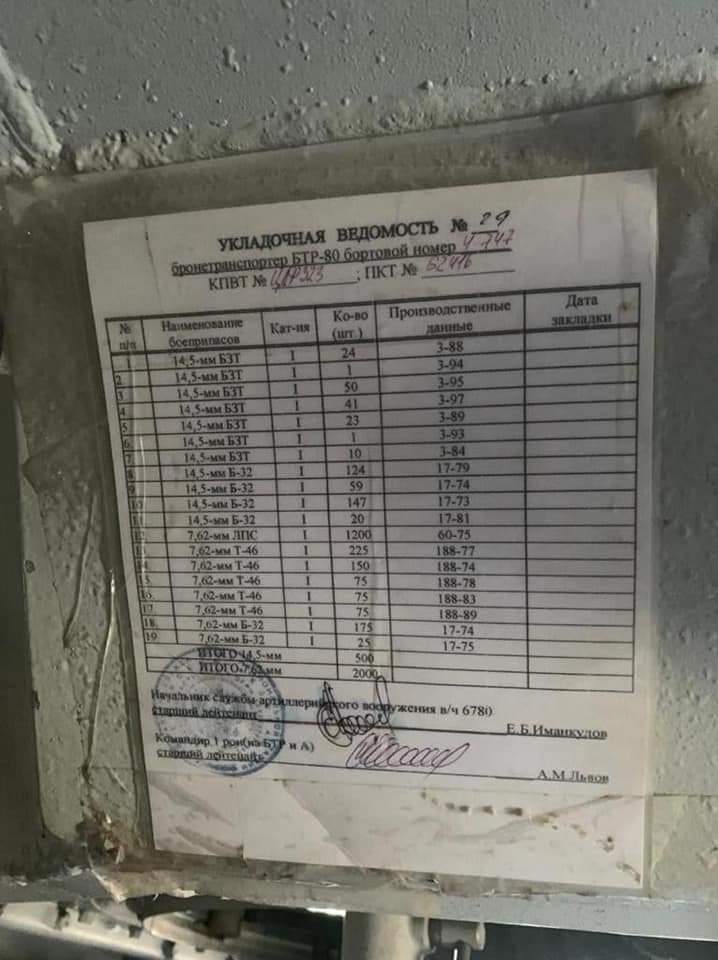 УКЛАДОЧНАЯ ВЕДОМОСТЬ № 29
бронетранспортер БТР-80 бортовой номер
КПВТ № ; ПКТ №
№ п/п Наименование боеприпасов Кат-ия Ко-во (шт.) Производственные данные Дата закладки
1. 14,5-мм БЗТ I 24 3-88
2. 14,5-мм БЗТ I 1 3-94
3. 14,5-мм БЗТ I 50 3-95
4. 14,5-мм БЗТ I 41 3-97
5. 14,5-мм БЗТ I 23 3-89
6. 14,5-мм БЗТ I 1 3-93
7. 14,5-мм БЗТ I 10 3-84
8. 14,5-мм Б-32 I 124 17-79
9. 14,5-мм Б-32 I 59 17-74
10. 14,5-мм Б-32 I 147 17-73
11. 14,5-мм Б-32 I 20 17-81
12. 7,62-мм ЛПС I 1200 60-75
13. 7,62-мм Т-46 I 225 188-77
14. 7,62-мм Т-46 I 150 188-74
15. 7,62-мм Т-46 I 75 188-78
16. 7,62-мм Т-46 I 75 188-83
17. 7,62-мм Т-46 I 75 188-89
18. 7,62-мм Б-32 I 175 17-74
19. 7,62-мм Б-32 I 25 17-75
ИТОГО 14,5-мм 500
ИТОГО 7,62-мм 2000
Начальник службы артиллерийского вооружения в/ч
старший лейтенант Е.Б.Иманкулов
Командир 1 рон(на БТР и А)
старший лейтенант А.М.Львов